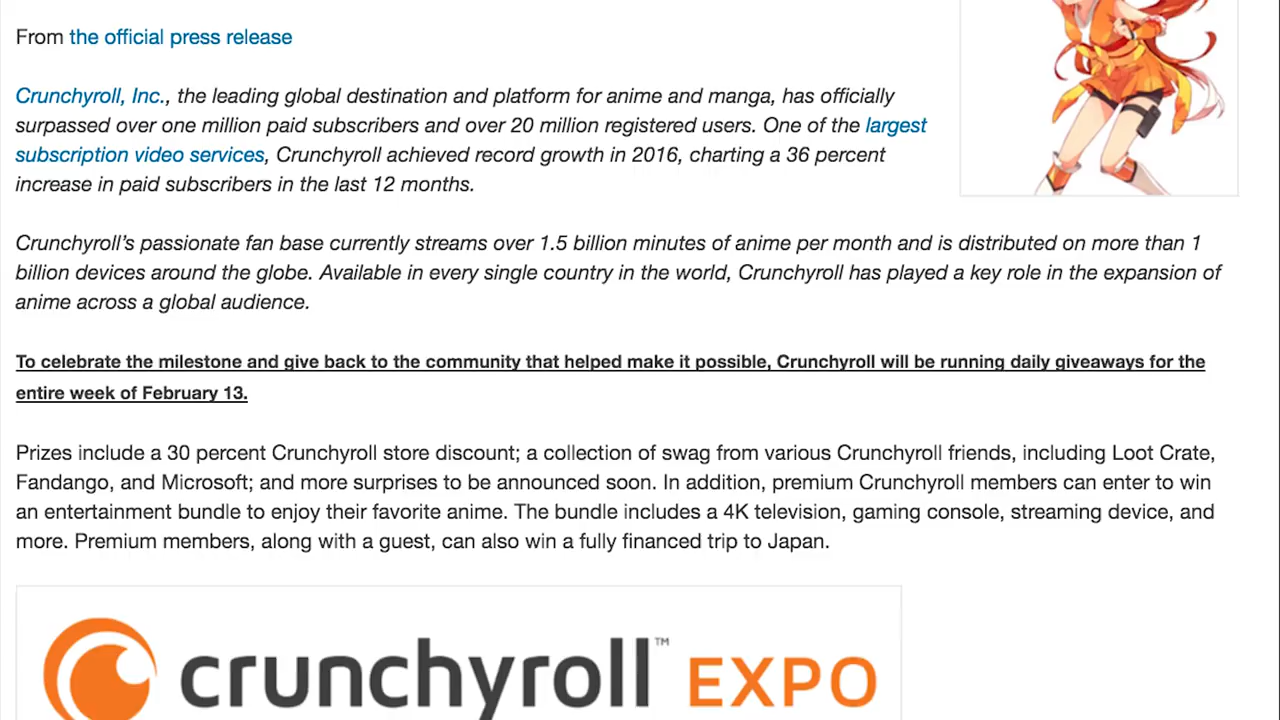 From the official press release
Crunchyroll, Inc., the leading global destination and platform for anime and manga, has officially
surpassed over one million paid subscribers and over 20 million registered users. One of the largest
subscription video services, Crunchyroll achieved record growth in 2016, charting a 36 percent
increase in paid subscribers in the last 12 months.
Crunchyroll's passionate fan base currently streams over 1.5 billion minutes of anime per month and is distributed on more than 1
billion devices around the globe. Available in every single country in the world, Crunchyroll has played a key role in the expansion of
anime across a global audience.
To celebrate the milestone and give back to the community that helped make it possible, Crunchyroll will be running daily giveaways for the
entire week of February 13.
Prizes include a 30 percent Crunchyroll store discount; a collection of swag from various Crunchyroll friends, including Loot Crate,
Fandango, and Microsoft; and more surprises to be announced soon. In addition, premium Crunchyroll members can enter to win
an entertainment bundle to enjoy their favorite anime. The bundle includes a 4K television, gaming console, streaming device, and
more. Premium members, along with a guest, can also win a fully financed trip to Japan.
crunchyroll™ EXPO